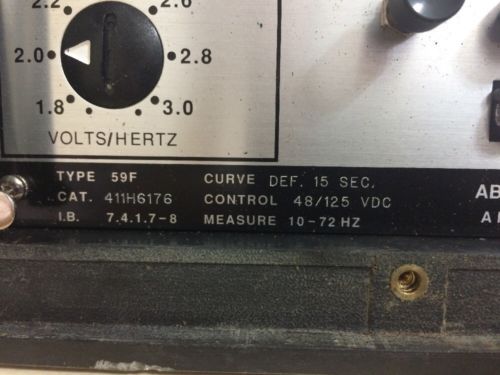 2.2 2.6
2.0 2.8
1.8 3.0
VOLTS/HERTZ
TYPE 59F CURVE DEF. 15 SEC.
CAT. 411H6176 CONTROL 48/125 VDC AB
I.B. 7.4.1.7-8 MEASURE 10-72 HZ A